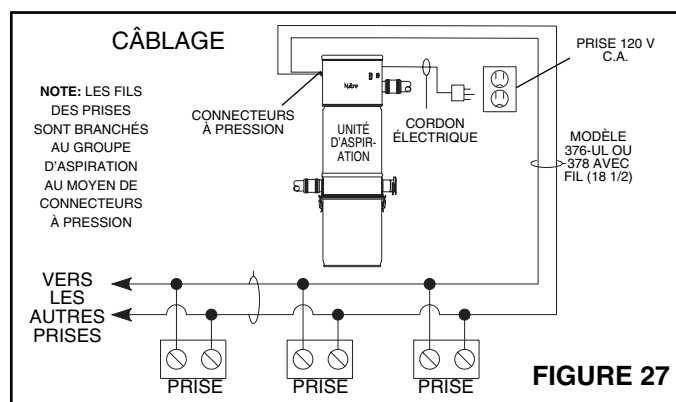 CÂBLAGE
NOTE: LES FILS
DES PRISES
SONT BRANCHÉS
AU GROUPE
D'ASPIRATION
AU MOYEN DE
CONNECTEURS
À PRESSION
CONNECTEURS
À PRESSION
UNITÉ
D'ASPIR-
ATION
CORDON
ÉLECTRIQUE
PRISE 120 V
C.A.
MODÈLE
376-UL OU
378 AVEC
FIL (18 1/2)
VERS
LES
AUTRES
PRISES
PRISE
PRISE
PRISE
FIGURE 27